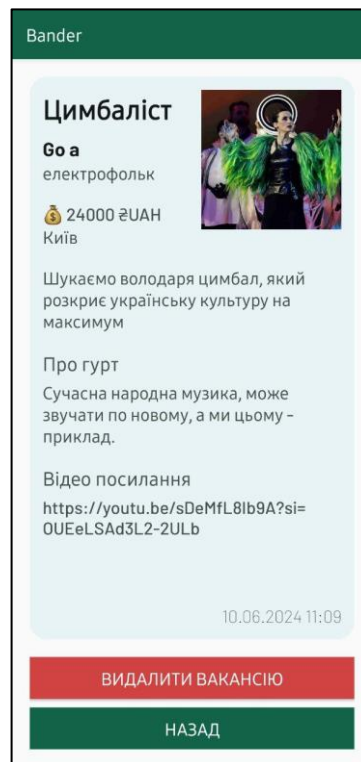 Bander
Цимбаліст
Go a
електрофольк
💰 24000 ₴UAH
Київ
Шукаємо володаря цимбал, який
розкриє українську культуру на
максимум
Про гурт
Сучасна народна музика, може
звучати по новому, а ми цьому -
приклад.
Відео посилання
https://youtu.be/sDeMfL8lb9A?si=
OUEeLSAd3L2-2ULb
10.06.2024 11:09
ВИДАЛИТИ ВАКАНСІЮ
НАЗАД